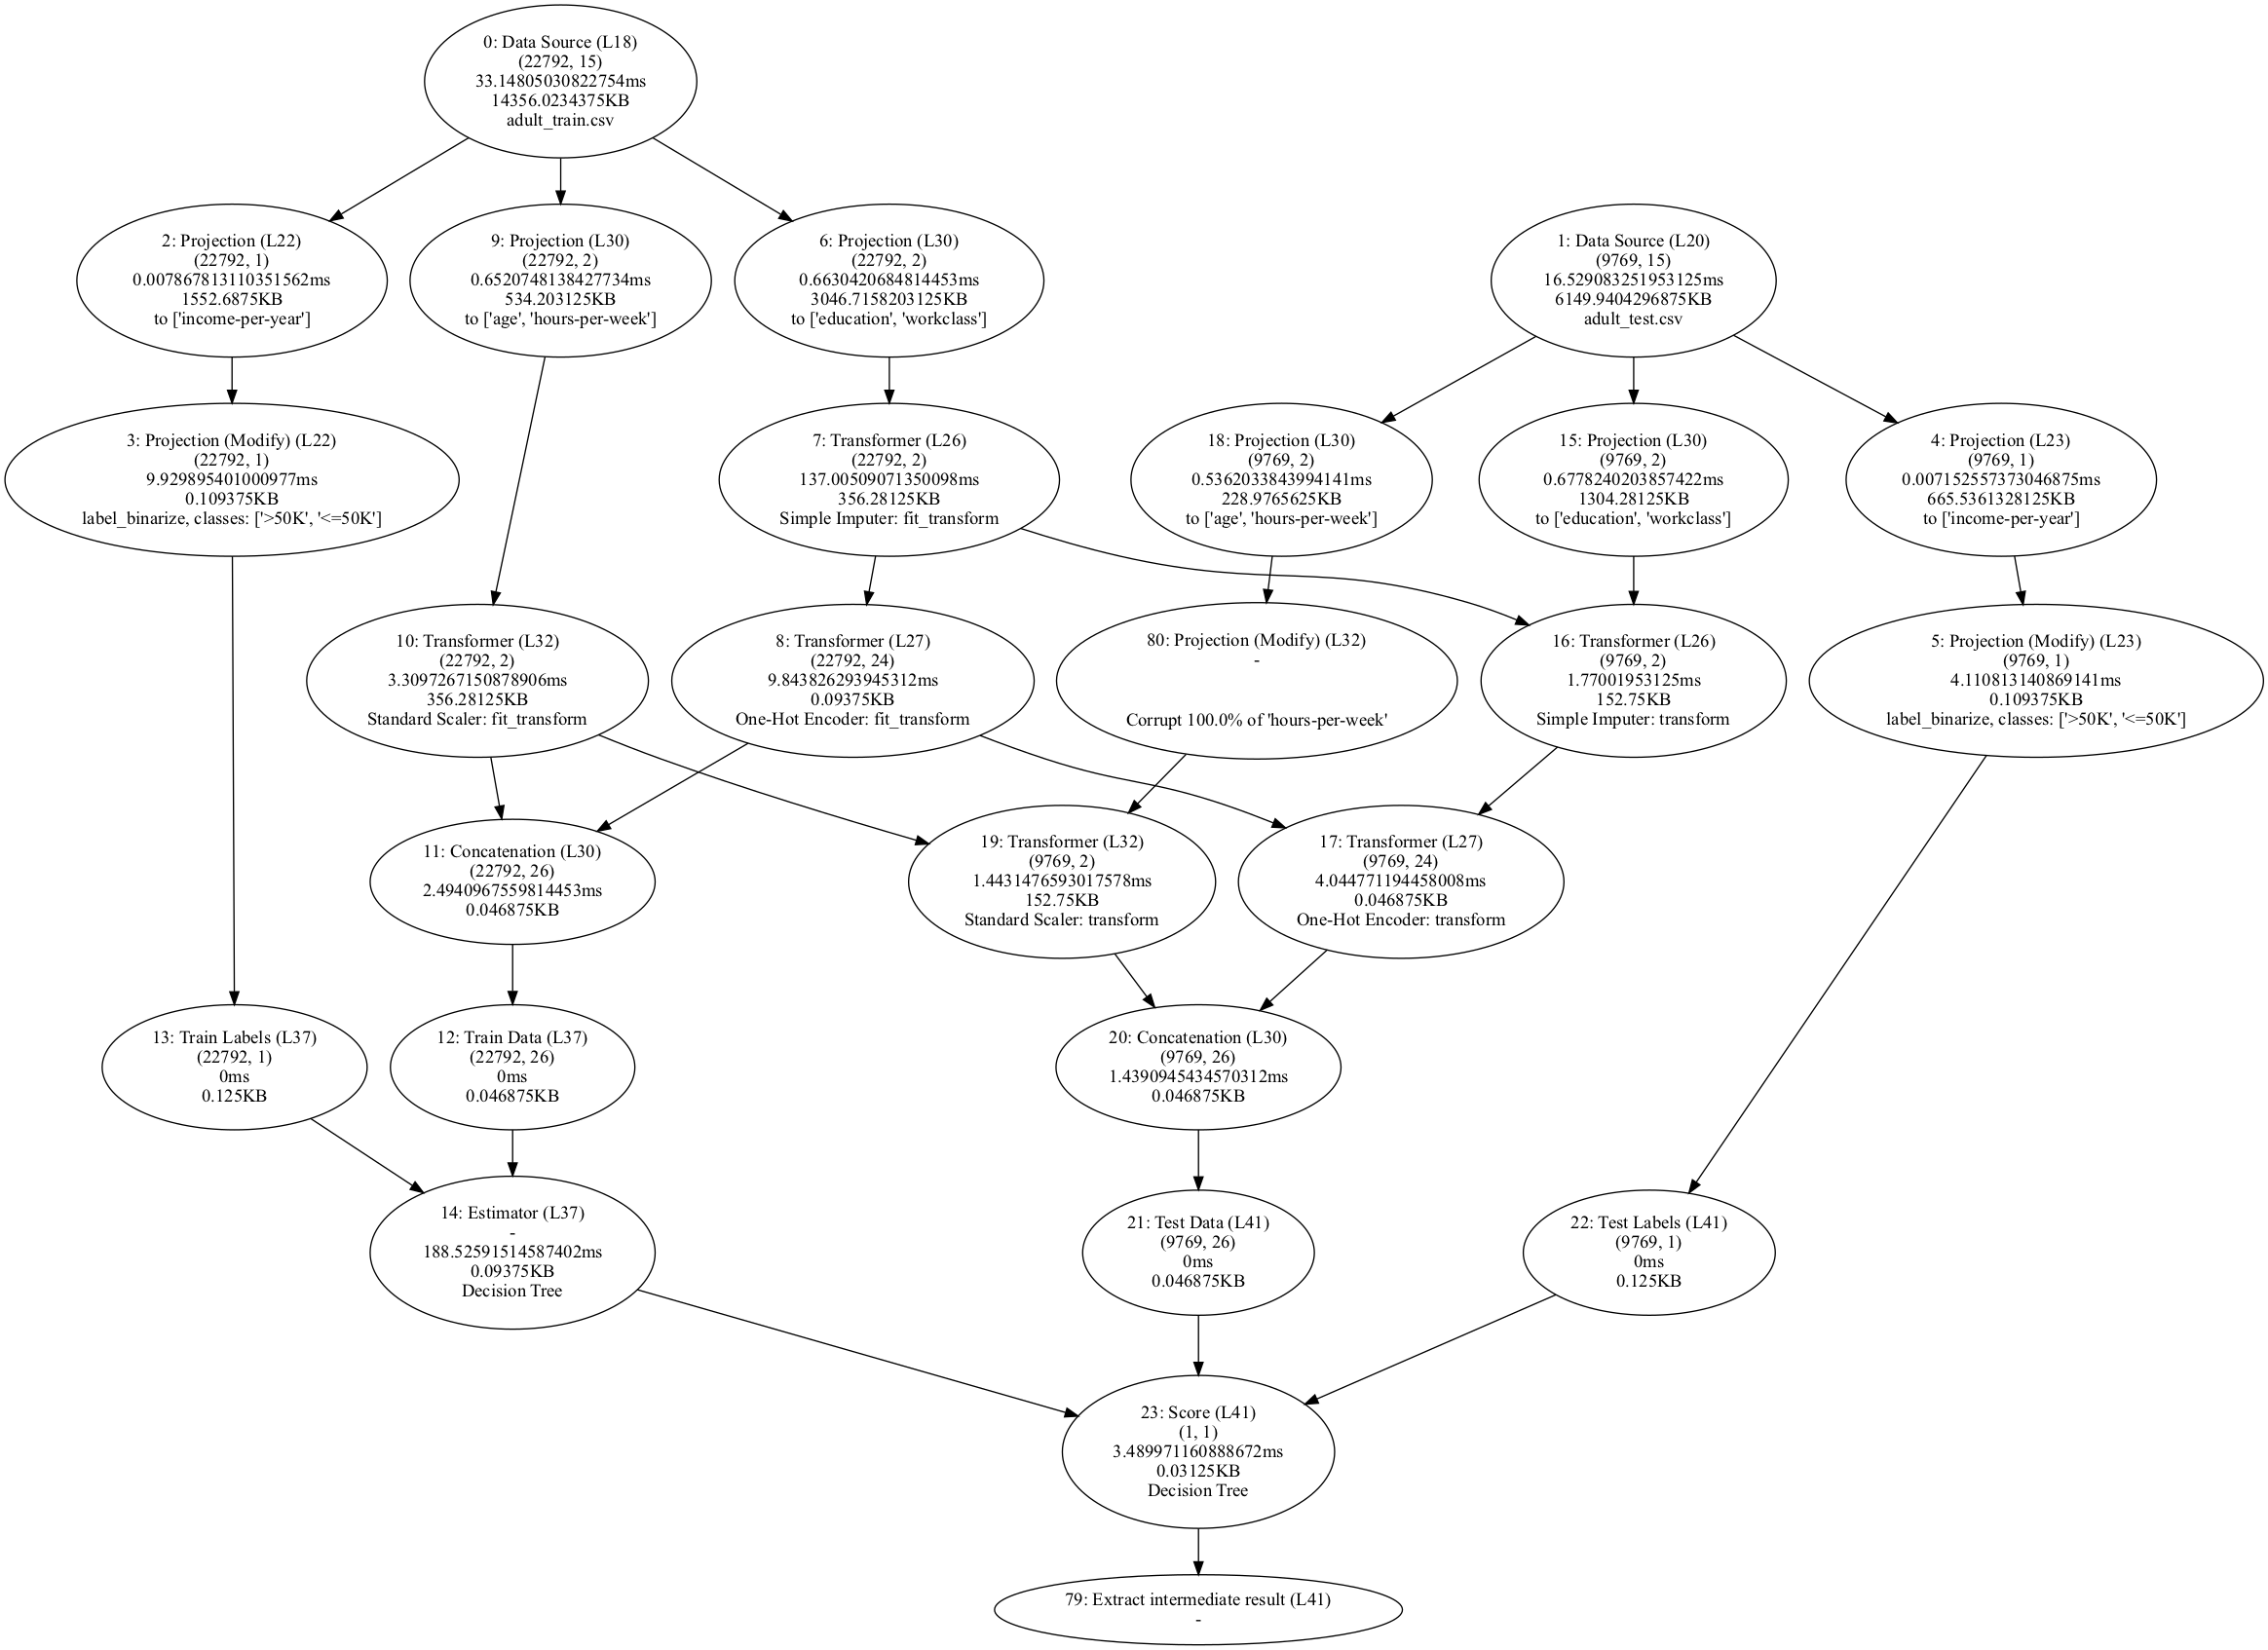 0: Data Source (L18)
(22792, 15)
33.14805030822754ms
14356.0234375KB
adult_train.csv
2: Projection (L22)
(22792, 1)
0.007867813110351562ms
1552.6875KB
to ['income-per-year']
9: Projection (L30)
(22792, 2)
0.6520748138427734ms
534.203125KB
to ['age', 'hours-per-week']
6: Projection (L30)
(22792, 2)
0.6630420684814453ms
3046.7158203125KB
to ['education', 'workclass']
1: Data Source (L20)
(9769, 15)
16.529083251953125ms
6149.9404296875KB
adult_test.csv
3: Projection (Modify) (L22)
(22792, 1)
9.929895401000977ms
0.109375KB
label_binarize, classes: ['>50K', '<=50K']
7: Transformer (L26)
(22792, 2)
137.00509071350098ms
356.28125KB
Simple Imputer: fit_transform
18: Projection (L30)
(9769, 2)
0.5362033843994141ms
228.9765625KB
to ['age', 'hours-per-week']
15: Projection (L30)
(9769, 2)
0.6778240203857422ms
1304.28125KB
to ['education', 'workclass']
4: Projection (L23)
(9769, 1)
0.007152557373046875ms
665.5361328125KB
to ['income-per-year']
10: Transformer (L32)
(22792, 2)
3.3097267150878906ms
356.28125KB
Standard Scaler: fit_transform
8: Transformer (L27)
(22792, 24)
9.843826293945312ms
0.09375KB
One-Hot Encoder: fit_transform
80: Projection (Modify) (L32)
-
Corrupt 100.0% of 'hours-per-week'
16: Transformer (L26)
(9769, 2)
1.77001953125ms
152.75KB
Simple Imputer: transform
5: Projection (Modify) (L23)
(9769, 1)
4.110813140869141ms
0.109375KB
label_binarize, classes: ['>50K', '<=50K']
11: Concatenation (L30)
(22792, 26)
2.4940967559814453ms
0.046875KB
19: Transformer (L32)
(9769, 2)
1.4431476593017578ms
152.75KB
Standard Scaler: transform
17: Transformer (L27)
(9769, 24)
4.044771194458008ms
0.046875KB
One-Hot Encoder: transform
13: Train Labels (L37)
(22792, 1)
0ms
0.125KB
12: Train Data (L37)
(22792, 26)
0ms
0.046875KB
20: Concatenation (L30)
(9769, 26)
1.4390945434570312ms
0.046875KB
14: Estimator (L37)
-
188.52591514587402ms
0.09375KB
Decision Tree
21: Test Data (L41)
(9769, 26)
0ms
0.046875KB
22: Test Labels (L41)
(9769, 1)
0ms
0.125KB
23: Score (L41)
(1, 1)
3.489971160888672ms
0.03125KB
Decision Tree
79: Extract intermediate result (L41)
-